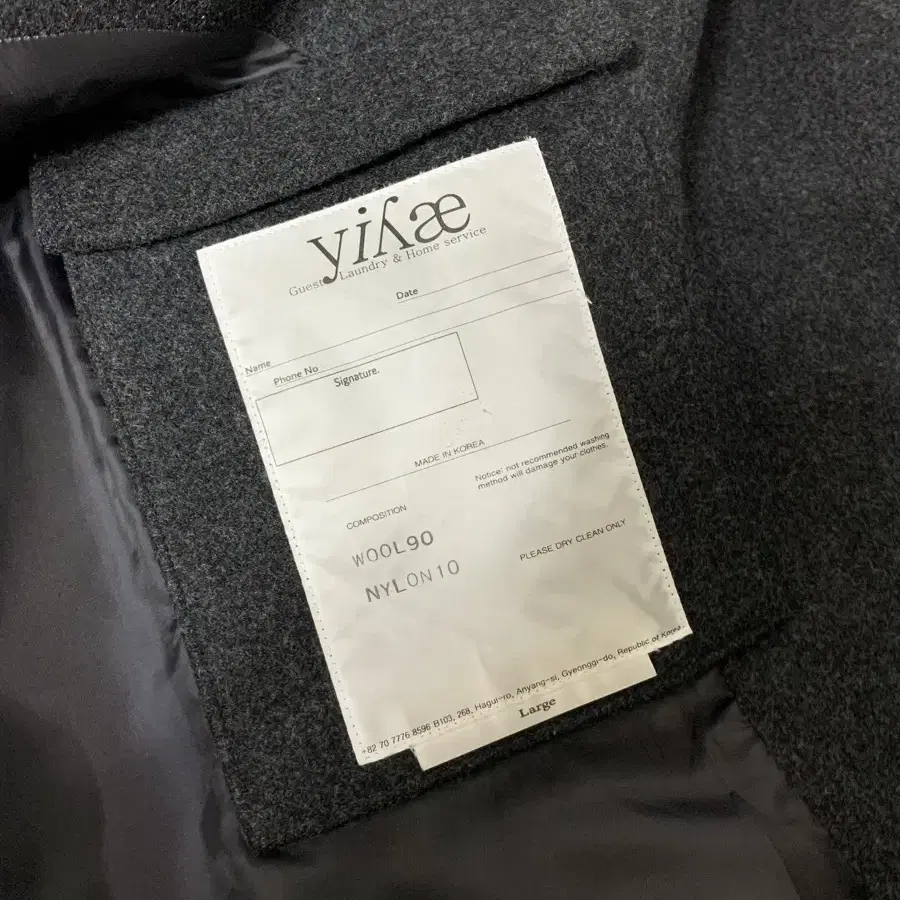 yiʎæ
Guest Laundry & Home service
Date
Name
Phone No
Signature.
MADE IN KOREA
Notice: not recommended washing
method will damage your clothes.
COMPOSITION
WOOL90
PLEASE DRY CLEAN ONLY
NYLON10
+82 70 7776 8596 B103, 268, Hagui-ro, Anyang-si, Gyeonggi-do, Republic of Korea
Large